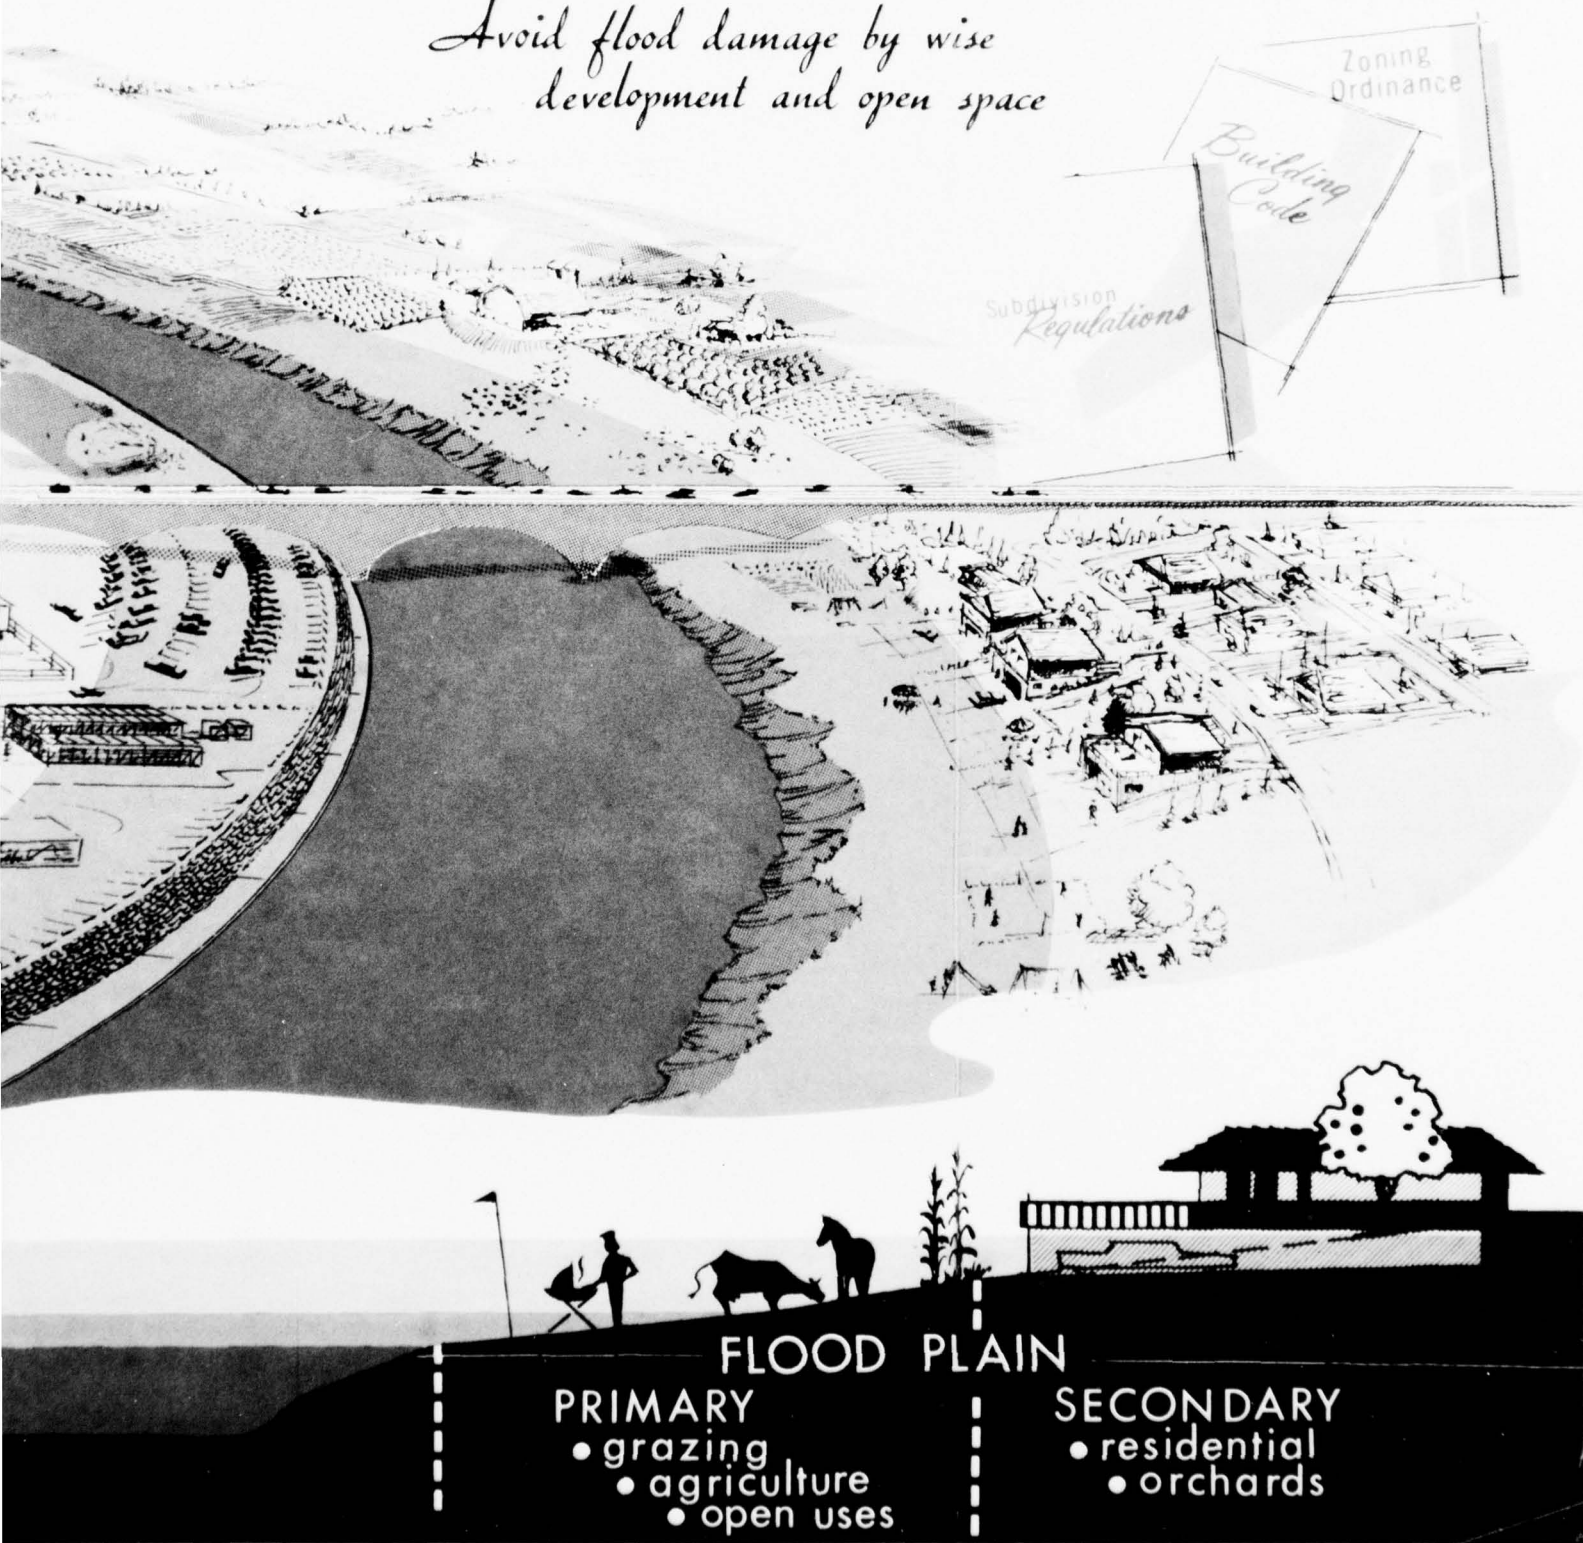 Avoid flood damage by wise
development and open space
Zoning
Ordinance
Building
Code
Subdivision
Regulations
FLOOD PLAIN
PRIMARY
• grazing
• agriculture
• open uses
SECONDARY
• residential
• orchards